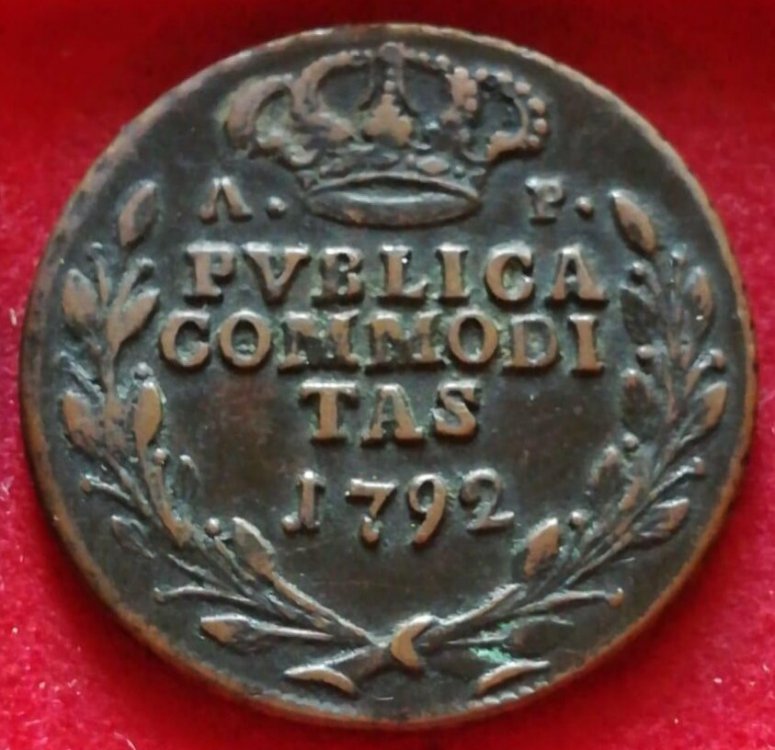 A. P.
PVBLICA
COMMODI
TAS
1792